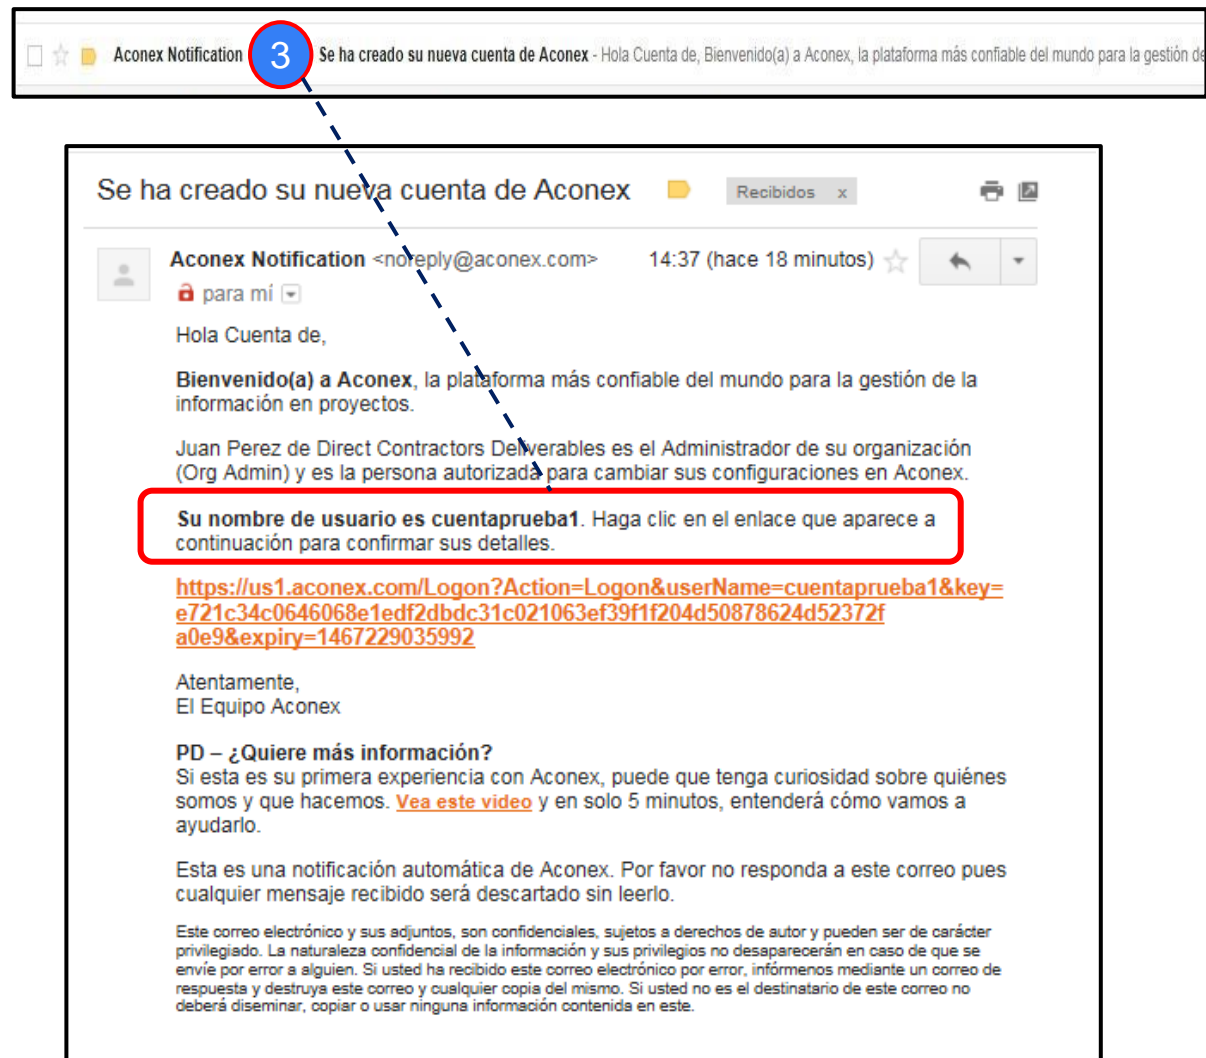 Aconex Notification 3 Se ha creado su nueva cuenta de Aconex - Hola Cuenta de, Bienvenido(a) a Aconex, la plataforma más confiable del mundo para la gestión de
Se ha creado su nueva cuenta de Aconex Recibidos x
Aconex Notification <noreply@aconex.com> 14:37 (hace 18 minutos)
para mí
Hola Cuenta de,
Bienvenido(a) a Aconex, la plataforma más confiable del mundo para la gestión de la
información en proyectos.
Juan Perez de Direct Contractors Deliverables es el Administrador de su organización
(Org Admin) y es la persona autorizada para cambiar sus configuraciones en Aconex.
Su nombre de usuario es cuentaprueba1. Haga clic en el enlace que aparece a
continuación para confirmar sus detalles.
https://us1.aconex.com/Logon?Action=Logon&userName=cuentaprueba1&key=
e721c34c0646068e1edf2dbdc31c021063ef39f1f204d50878624d52372f
a0e9&expiry=1467229035992
Atentamente,
El Equipo Aconex
PD – ¿Quiere más información?
Si esta es su primera experiencia con Aconex, puede que tenga curiosidad sobre quiénes
somos y que hacemos. Vea este video y en solo 5 minutos, entenderá cómo vamos a
ayudarlo.
Esta es una notificación automática de Aconex. Por favor no responda a este correo pues
cualquier mensaje recibido será descartado sin leerlo.
Este correo electrónico y sus adjuntos, son confidenciales, sujetos a derechos de autor y pueden ser de carácter
privilegiado. La naturaleza confidencial de la información y sus privilegios no desaparecerán en caso de que se
envíe por error a alguien. Si usted ha recibido este correo electrónico por error, infórmenos mediante un correo de
respuesta y destruya este correo y cualquier copia del mismo. Si usted no es el destinatario de este correo no
deberá diseminar, copiar o usar ninguna información contenida en este.